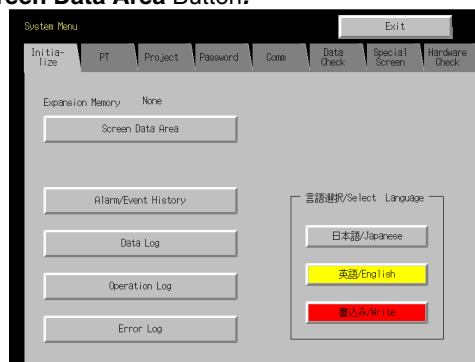 reen Data Area Button.
System Menu Exit
Initia-
lize PT Project Password Comm Data
Check Special
Screen Hardware
Check
Expansion Memory None
Screen Data Area
Alarm/Event History
Data Log
Operation Log
Error Log
言語選択/Select Language
日本語/Japanese
英語/English
書込み/Write